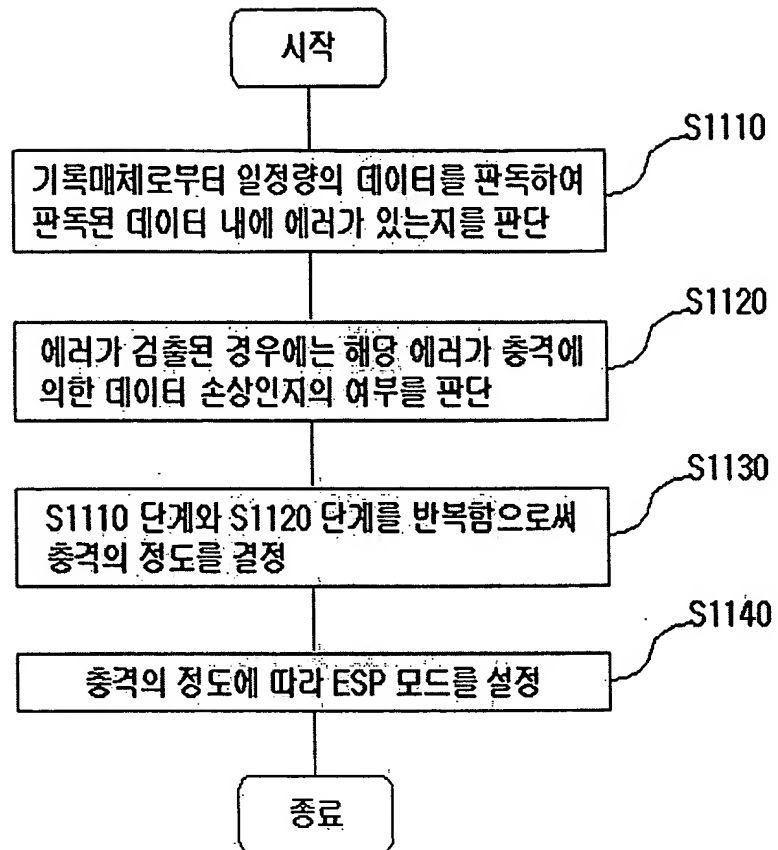 시작
S1110
기록매체로부터 일정량의 데이터를 판독하여
판독된 데이터 내에 에러가 있는지를 판단
S1120
에러가 검출된 경우에는 해당 에러가 충격에
의한 데이터 손상인지의 여부를 판단
S1130
S1110 단계와 S1120 단계를 반복함으로써
충격의 정도를 결정
S1140
충격의 정도에 따라 ESP 모드를 설정
종료